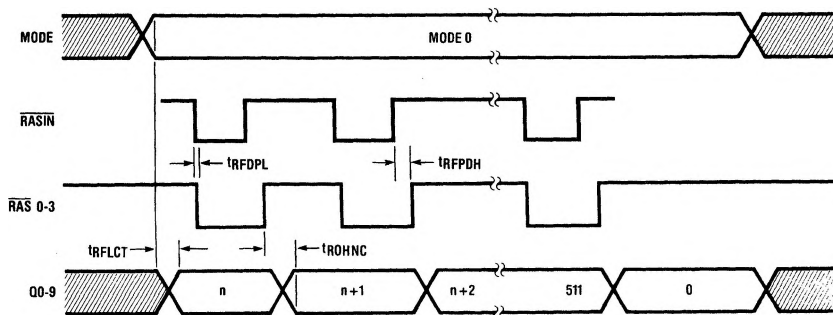 MODE
MODE 0
RASIN
tRFDPL
tRFPDH
RAS 0-3
tRFLCT
tROHNC
Q0-9
n
n+1
n+2
511
0